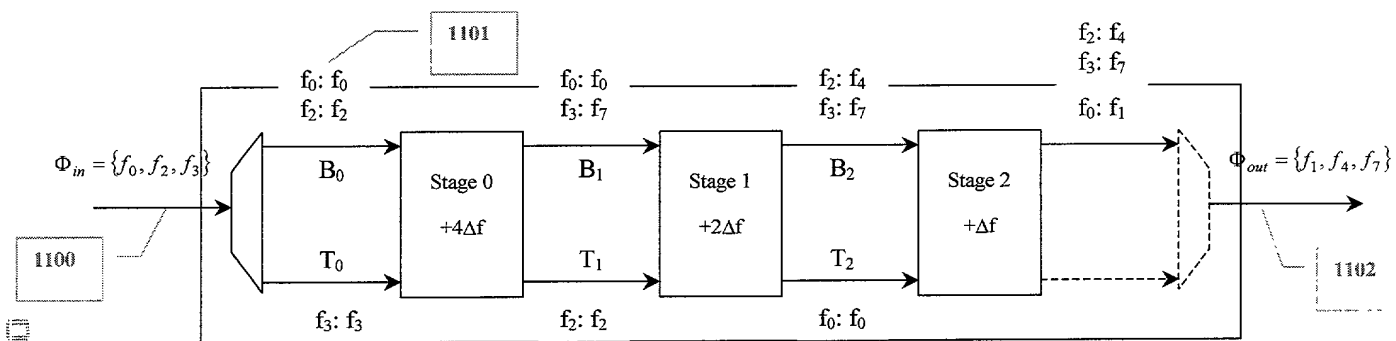 1101
f₂: f₄
f₃: f₇
f₀: f₀
f₂: f₂
f₀: f₀
f₃: f₇
f₂: f₄
f₃: f₇
f₀: f₁
Φin = {f₀, f₂, f₃}
B₀
Stage 0
+4Δf
B₁
Stage 1
+2Δf
B₂
Stage 2
+Δf
Φout = {f₁, f₄, f₇}
1100
T₀
T₁
T₂
1102
f₃: f₃
f₂: f₂
f₀: f₀